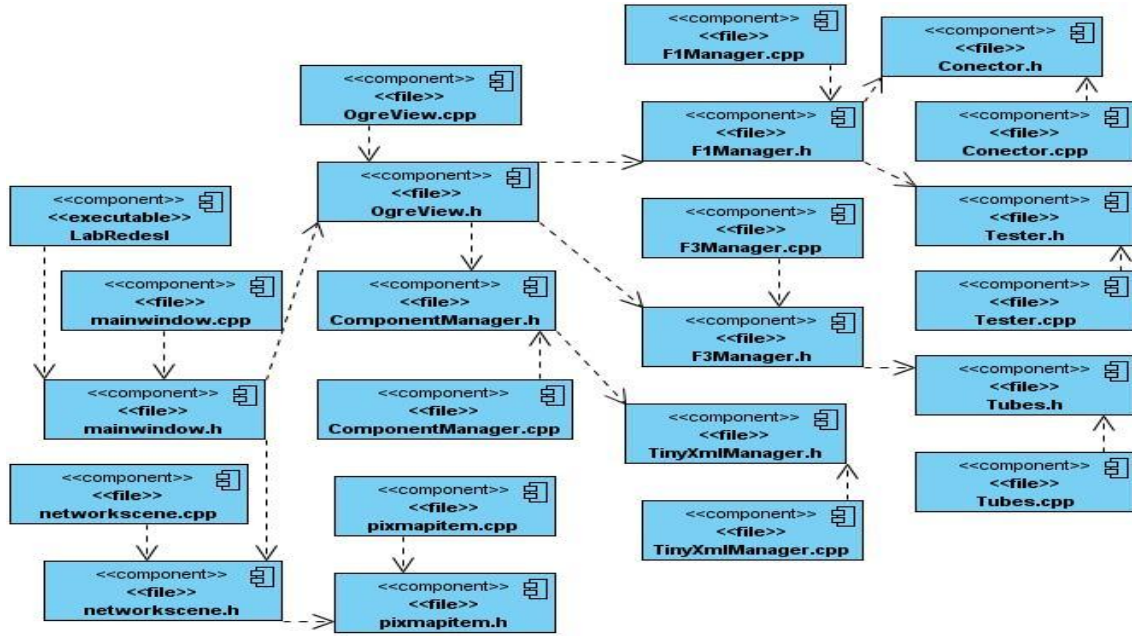 <<component>>
<<file>>
F1Manager.cpp
<<component>>
<<file>>
Conector.h
<<component>>
<<file>>
OgreView.cpp
<<component>>
<<file>>
F1Manager.h
<<component>>
<<file>>
Conector.cpp
<<component>>
<<file>>
OgreView.h
<<component>>
<<executable>>
LabRedesI
<<component>>
<<file>>
F3Manager.cpp
<<component>>
<<file>>
Tester.h
<<component>>
<<file>>
mainwindow.cpp
<<component>>
<<file>>
ComponentManager.h
<<component>>
<<file>>
F3Manager.h
<<component>>
<<file>>
Tester.cpp
<<component>>
<<file>>
mainwindow.h
<<component>>
<<file>>
ComponentManager.cpp
<<component>>
<<file>>
TinyXmlManager.h
<<component>>
<<file>>
Tubes.h
<<component>>
<<file>>
networkscene.cpp
<<component>>
<<file>>
pixmapitem.cpp
<<component>>
<<file>>
TinyXmlManager.cpp
<<component>>
<<file>>
Tubes.cpp
<<component>>
<<file>>
networkscene.h
<<component>>
<<file>>
pixmapitem.h